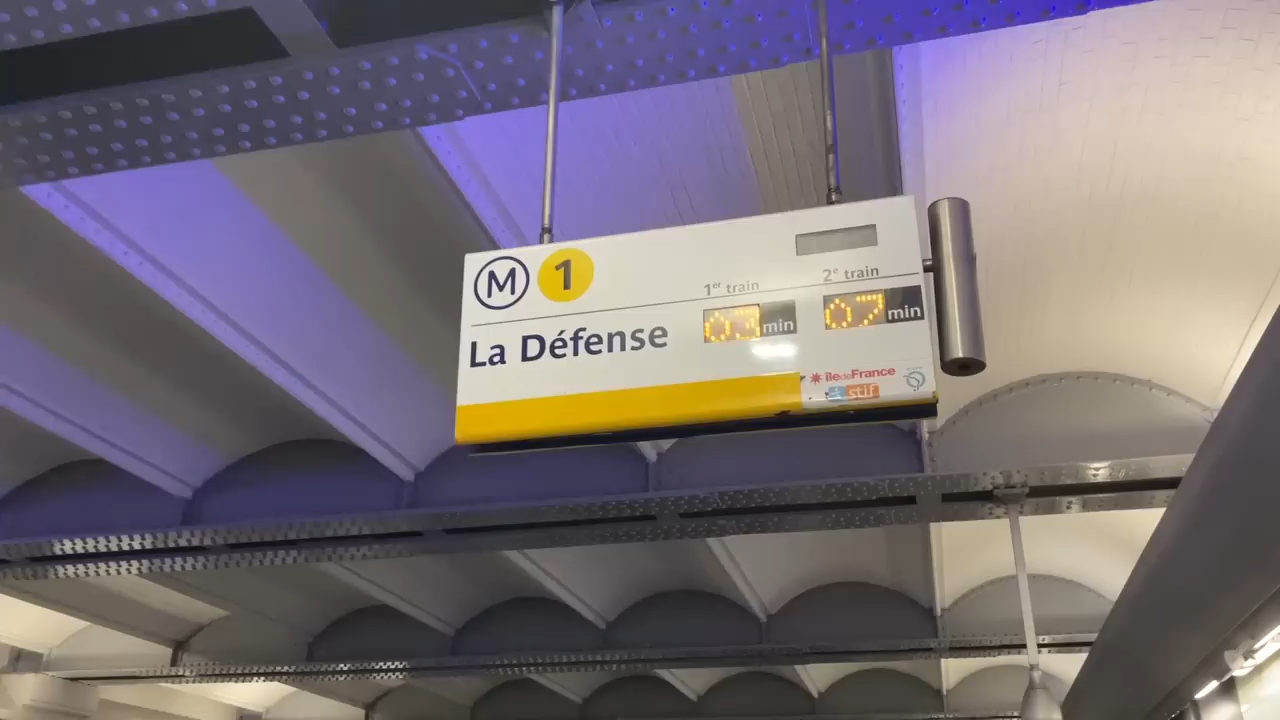 M 1
1er train 2e train
La Défense 03 min 07 min
îledeFrance
stif